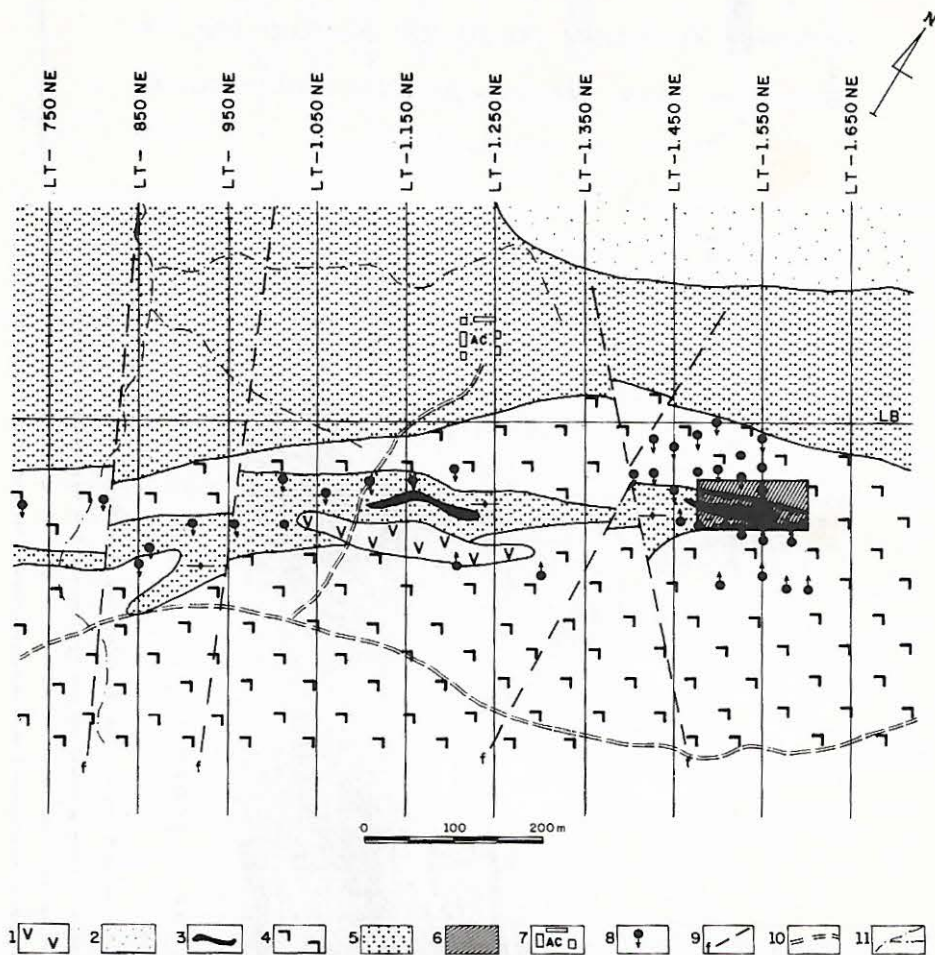 N
LT- 750 NE
LT- 850 NE
LT- 950 NE
LT-1.050 NE
LT-1.150 NE
LT-1.250 NE
LT-1.350 NE
LT-1.450 NE
LT-1.550 NE
LT-1.650 NE
AC
LB
f
f
f
f
0 100 200m
1 V V
2
3
4
5
6
7 AC
8
9 f
10
11